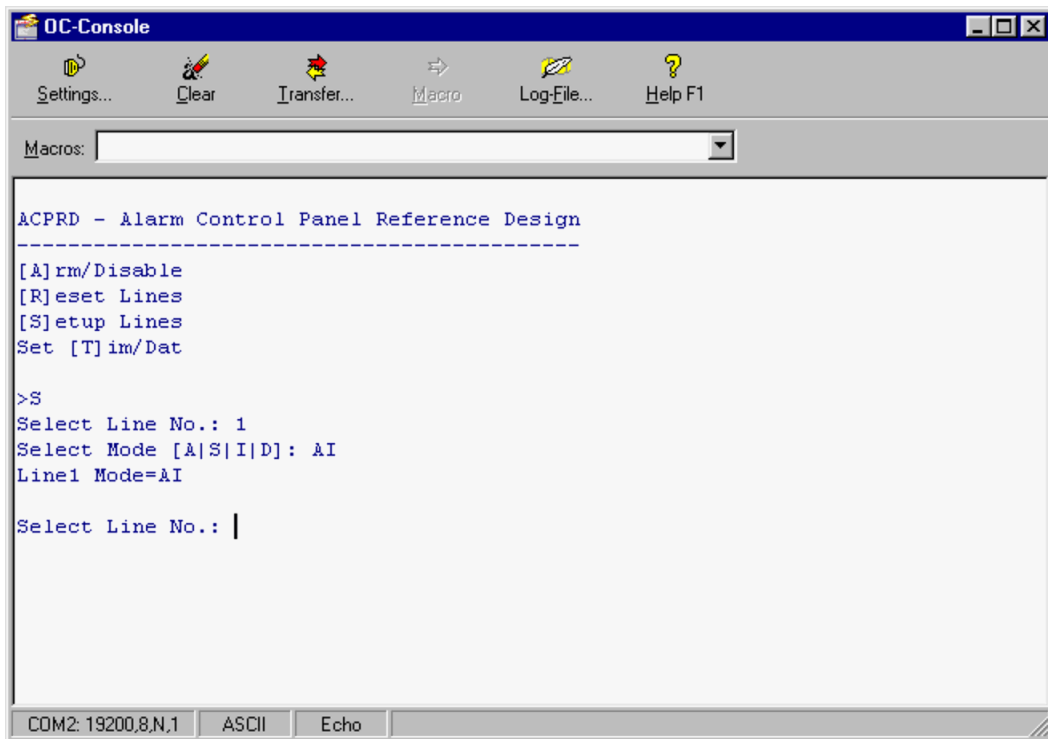 OC-Console
Settings... Clear Transfer... Macro Log-File... Help F1
Macros:
ACPRD - Alarm Control Panel Reference Design
--------------------------------------------
[A]rm/Disable
[R]eset Lines
[S]etup Lines
Set [T]im/Dat
>S
Select Line No.: 1
Select Mode [A|S|I|D]: AI
Line1 Mode=AI
Select Line No.:
COM2: 19200,8,N,1 ASCII Echo